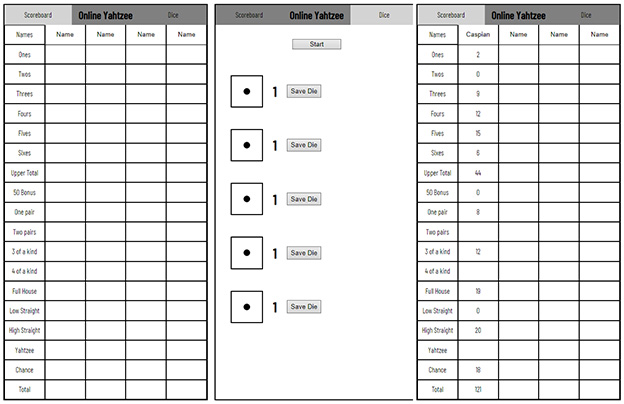 Scoreboard Online Yahtzee Dice
Names Name Name Name Name
Ones
Twos
Threes
Fours
Fives
Sixes
Upper Total
50 Bonus
One pair
Two pairs
3 of a kind
4 of a kind
Full House
Low Straight
High Straight
Yahtzee
Chance
Total
Scoreboard Online Yahtzee Dice
Start
1 Save Die
1 Save Die
1 Save Die
1 Save Die
1 Save Die
Scoreboard Online Yahtzee Dice
Names Caspian Name Name Name
Ones 2
Twos 0
Threes 9
Fours 12
Fives 15
Sixes 6
Upper Total 44
50 Bonus 0
One pair 8
Two pairs
3 of a kind 12
4 of a kind
Full House 19
Low Straight 0
High Straight 20
Yahtzee
Chance 18
Total 121